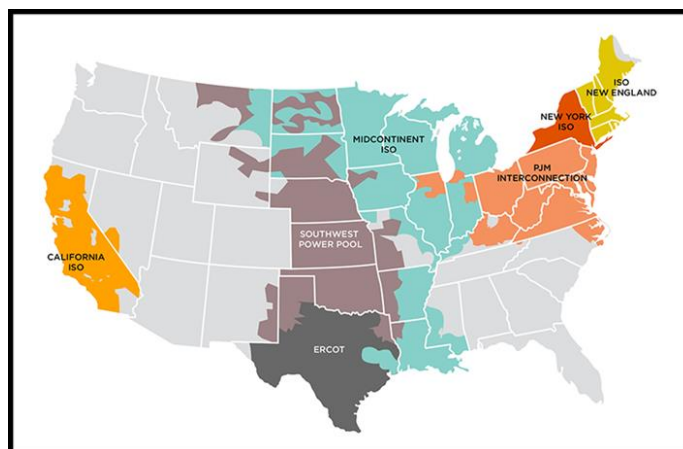 ISO
NEW ENGLAND
NEW YORK
ISO
MIDCONTINENT
ISO
PJM
INTERCONNECTION
SOUTHWEST
POWER POOL
CALIFORNIA
ISO
ERCOT